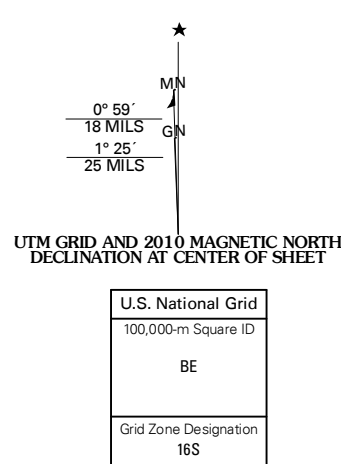 MN
0° 59´
18 MILS
GN
1° 25´
25 MILS
UTM GRID AND 2010 MAGNETIC NORTH
DECLINATION AT CENTER OF SHEET
U.S. National Grid
100,000-m Square ID
BE
Grid Zone Designation
16S